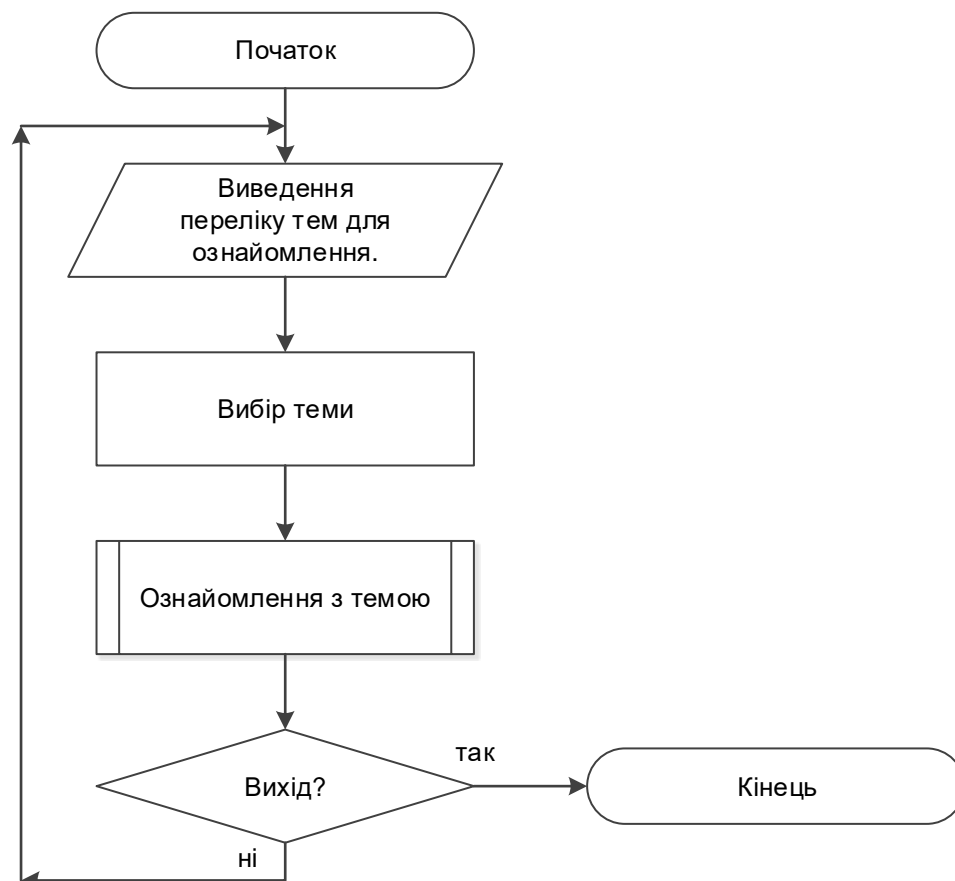 Початок
Виведення
переліку тем для
ознайомлення.
Вибір теми
Ознайомлення з темою
так
Вихід?
Кінець
ні